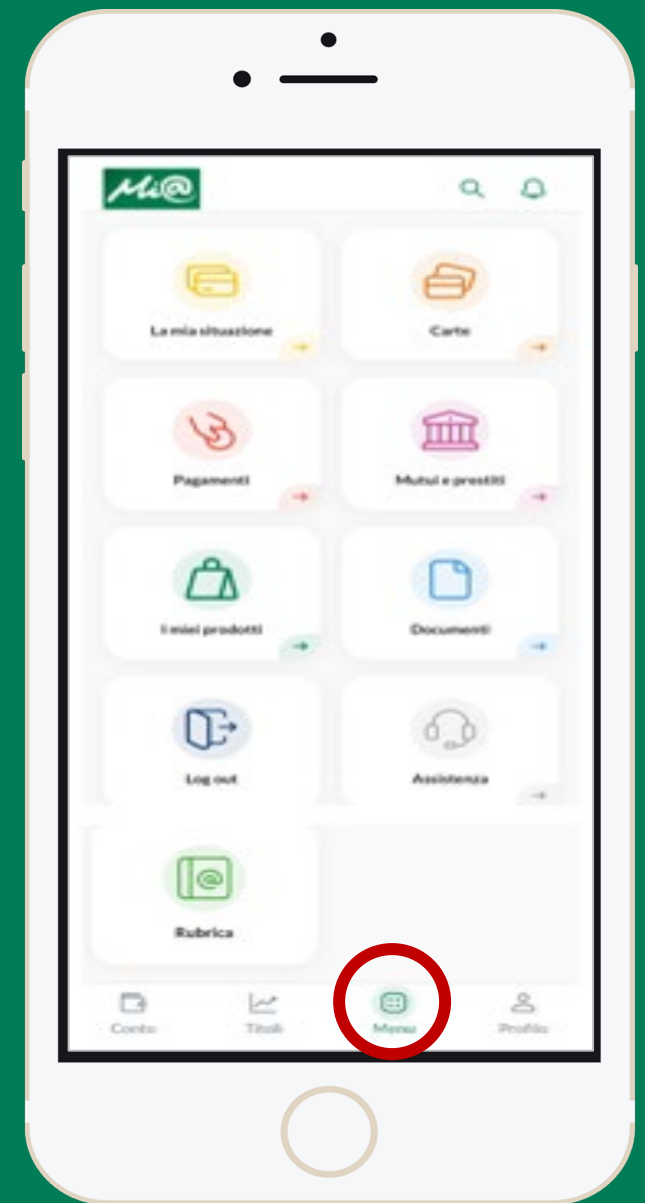 Mi@
La mia situazione
Carte
Pagamenti
Mutui e prestiti
I miei prodotti
Documenti
Log out
Assistenza
Rubrica
Conto
Titoli
Menu
Profilo